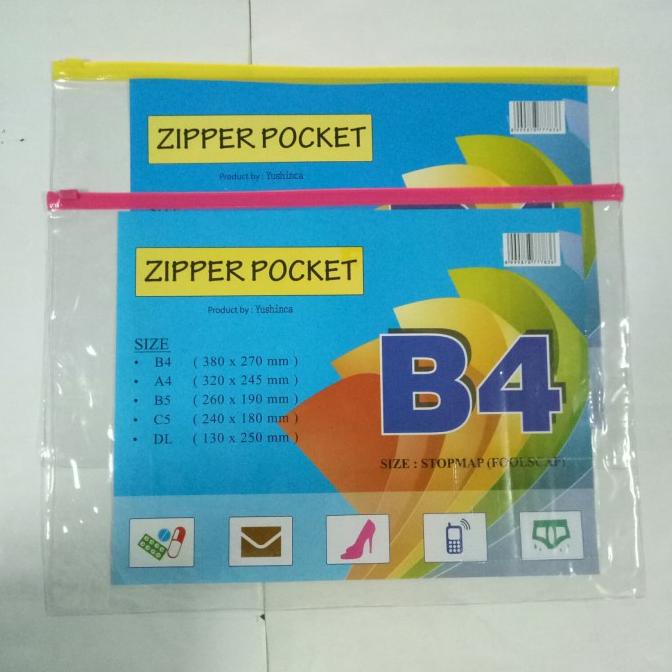 ZIPPER POCKET
Product by : Yushinca
ZIPPER POCKET
Product by : Yushinca
SIZE
• B4 ( 380 x 270 mm )
• A4 ( 320 x 245 mm )
• B5 ( 260 x 190 mm )
• C5 ( 240 x 180 mm )
• DL ( 130 x 250 mm )
B4
SIZE : STOPMAP (FOOLSCAP)